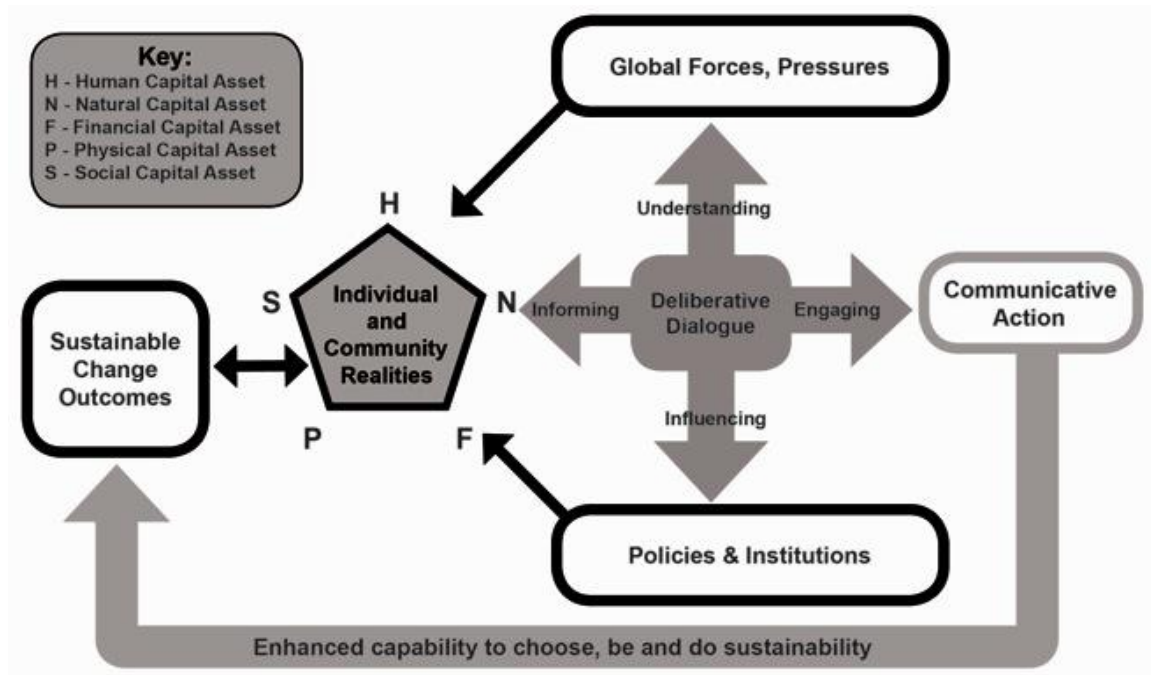 Key:
H - Human Capital Asset
N - Natural Capital Asset
F - Financial Capital Asset
P - Physical Capital Asset
S - Social Capital Asset
Global Forces, Pressures
Understanding
H
S
N
P
F
Individual
and
Community
Realities
Sustainable
Change
Outcomes
Informing
Deliberative
Dialogue
Engaging
Communicative
Action
Influencing
Policies & Institutions
Enhanced capability to choose, be and do sustainability